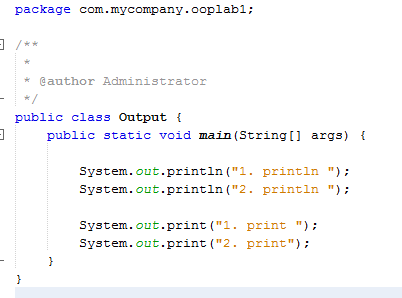 package com.mycompany.ooplab1;
/**
 *
 * @author Administrator
 */
public class Output {
    public static void main(String[] args) {
        System.out.println("1. println ");
        System.out.println("2. println ");
        System.out.print("1. print ");
        System.out.print("2. print");
    }
}